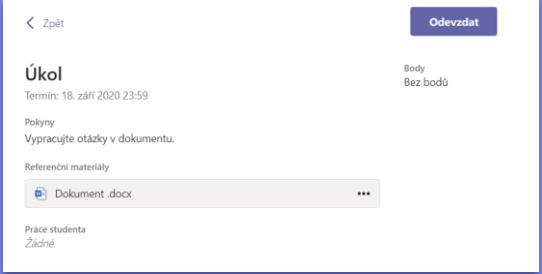 Zpět
Odevzdat
Úkol
Termín: 18. září 2020 23:59
Body
Bez bodů
Pokyny
Vypracujte otázky v dokumentu.
Referenční materiály
Dokument .docx
Práce studenta
Žádné